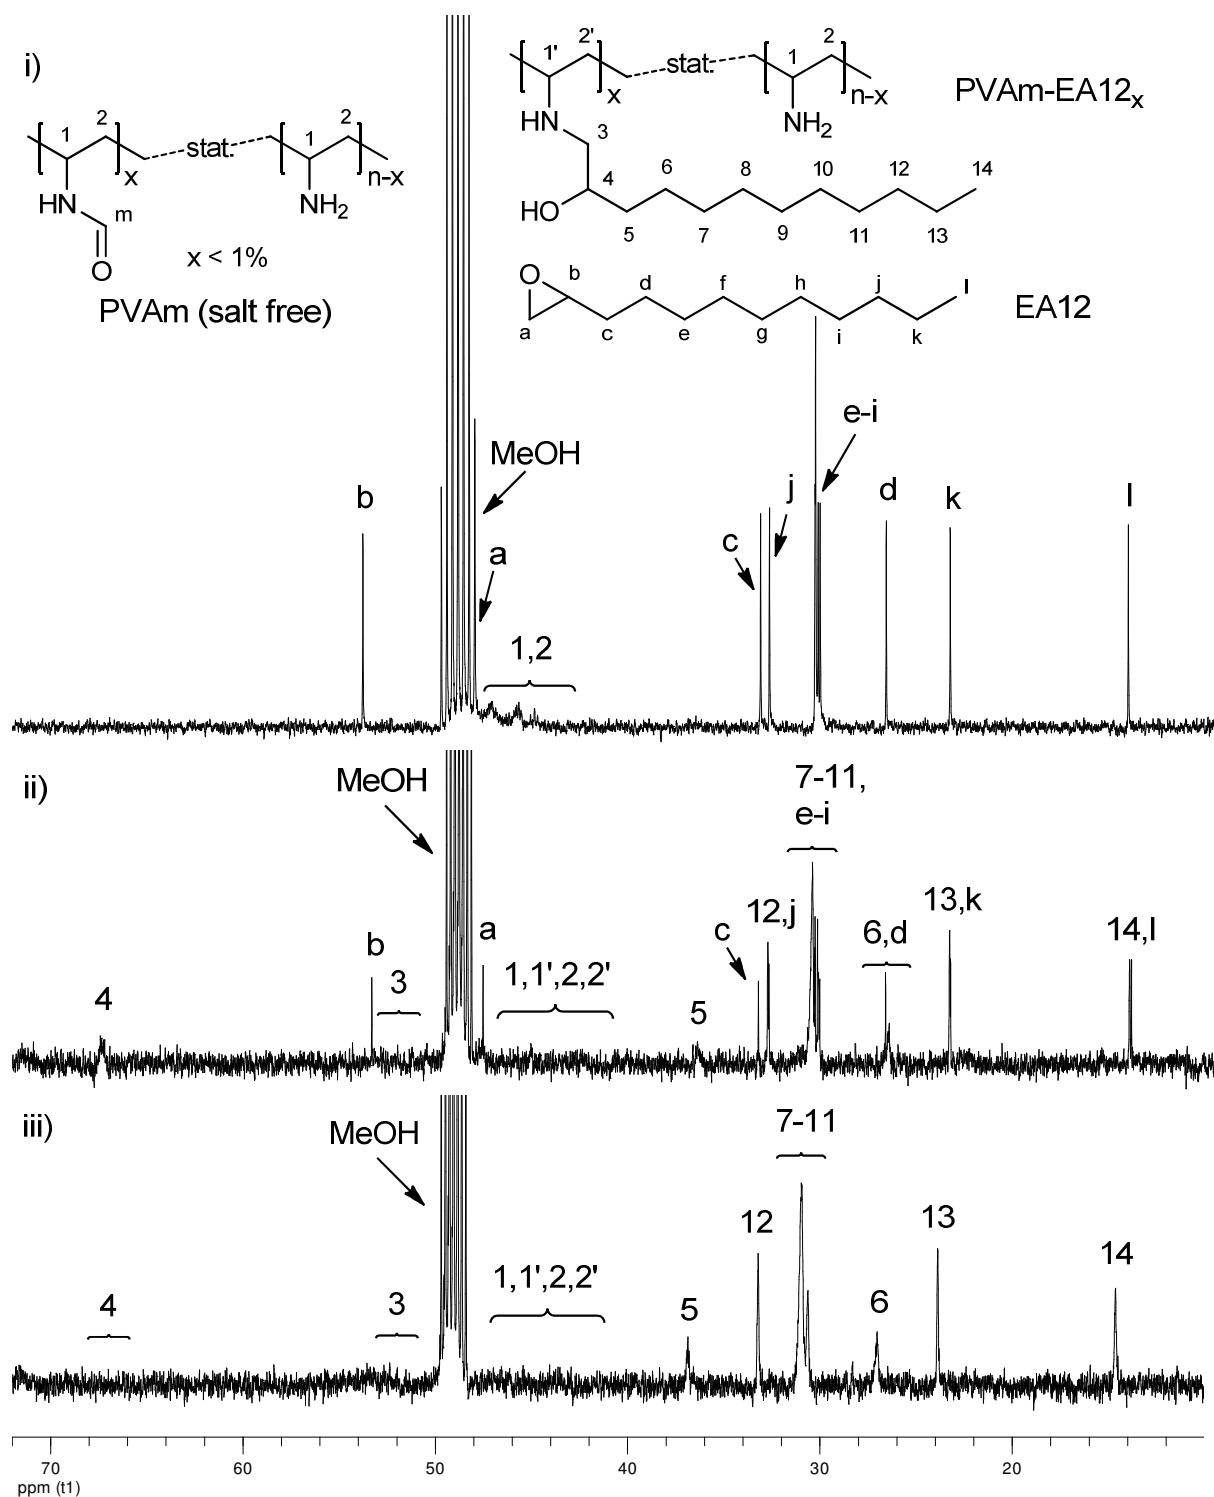 i)
1
2
x
stat.
1
2
n-x
HN
m
O
NH2
x < 1%
PVAm (salt free)
1'
2'
x
stat.
1
2
n-x
PVAm-EA12x
HN
3
NH2
4
6
8
10
12
14
HO
5
7
9
11
13
O
b
d
f
h
j
l
EA12
a
c
e
g
i
k
b
MeOH
a
1,2
c
j
e-i
d
k
l
ii)
MeOH
7-11,
e-i
4
b
3
a
1,1',2,2'
5
c
12,j
6,d
13,k
14,l
iii)
MeOH
7-11
4
3
1,1',2,2'
5
12
6
13
14
70 60 50 40 30 20
ppm (t1)